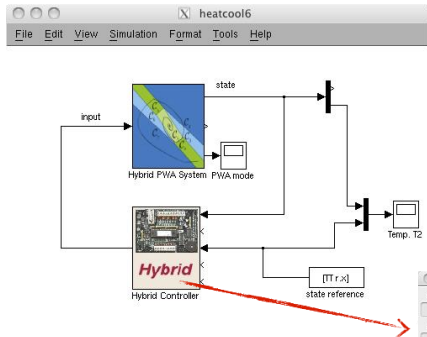 heatcool6
File Edit View Simulation Format Tools Help
state
input
Hybrid PWA System
PWA mode
Temp. T2
Hybrid
[TT r.x]
state reference
Hybrid Controller